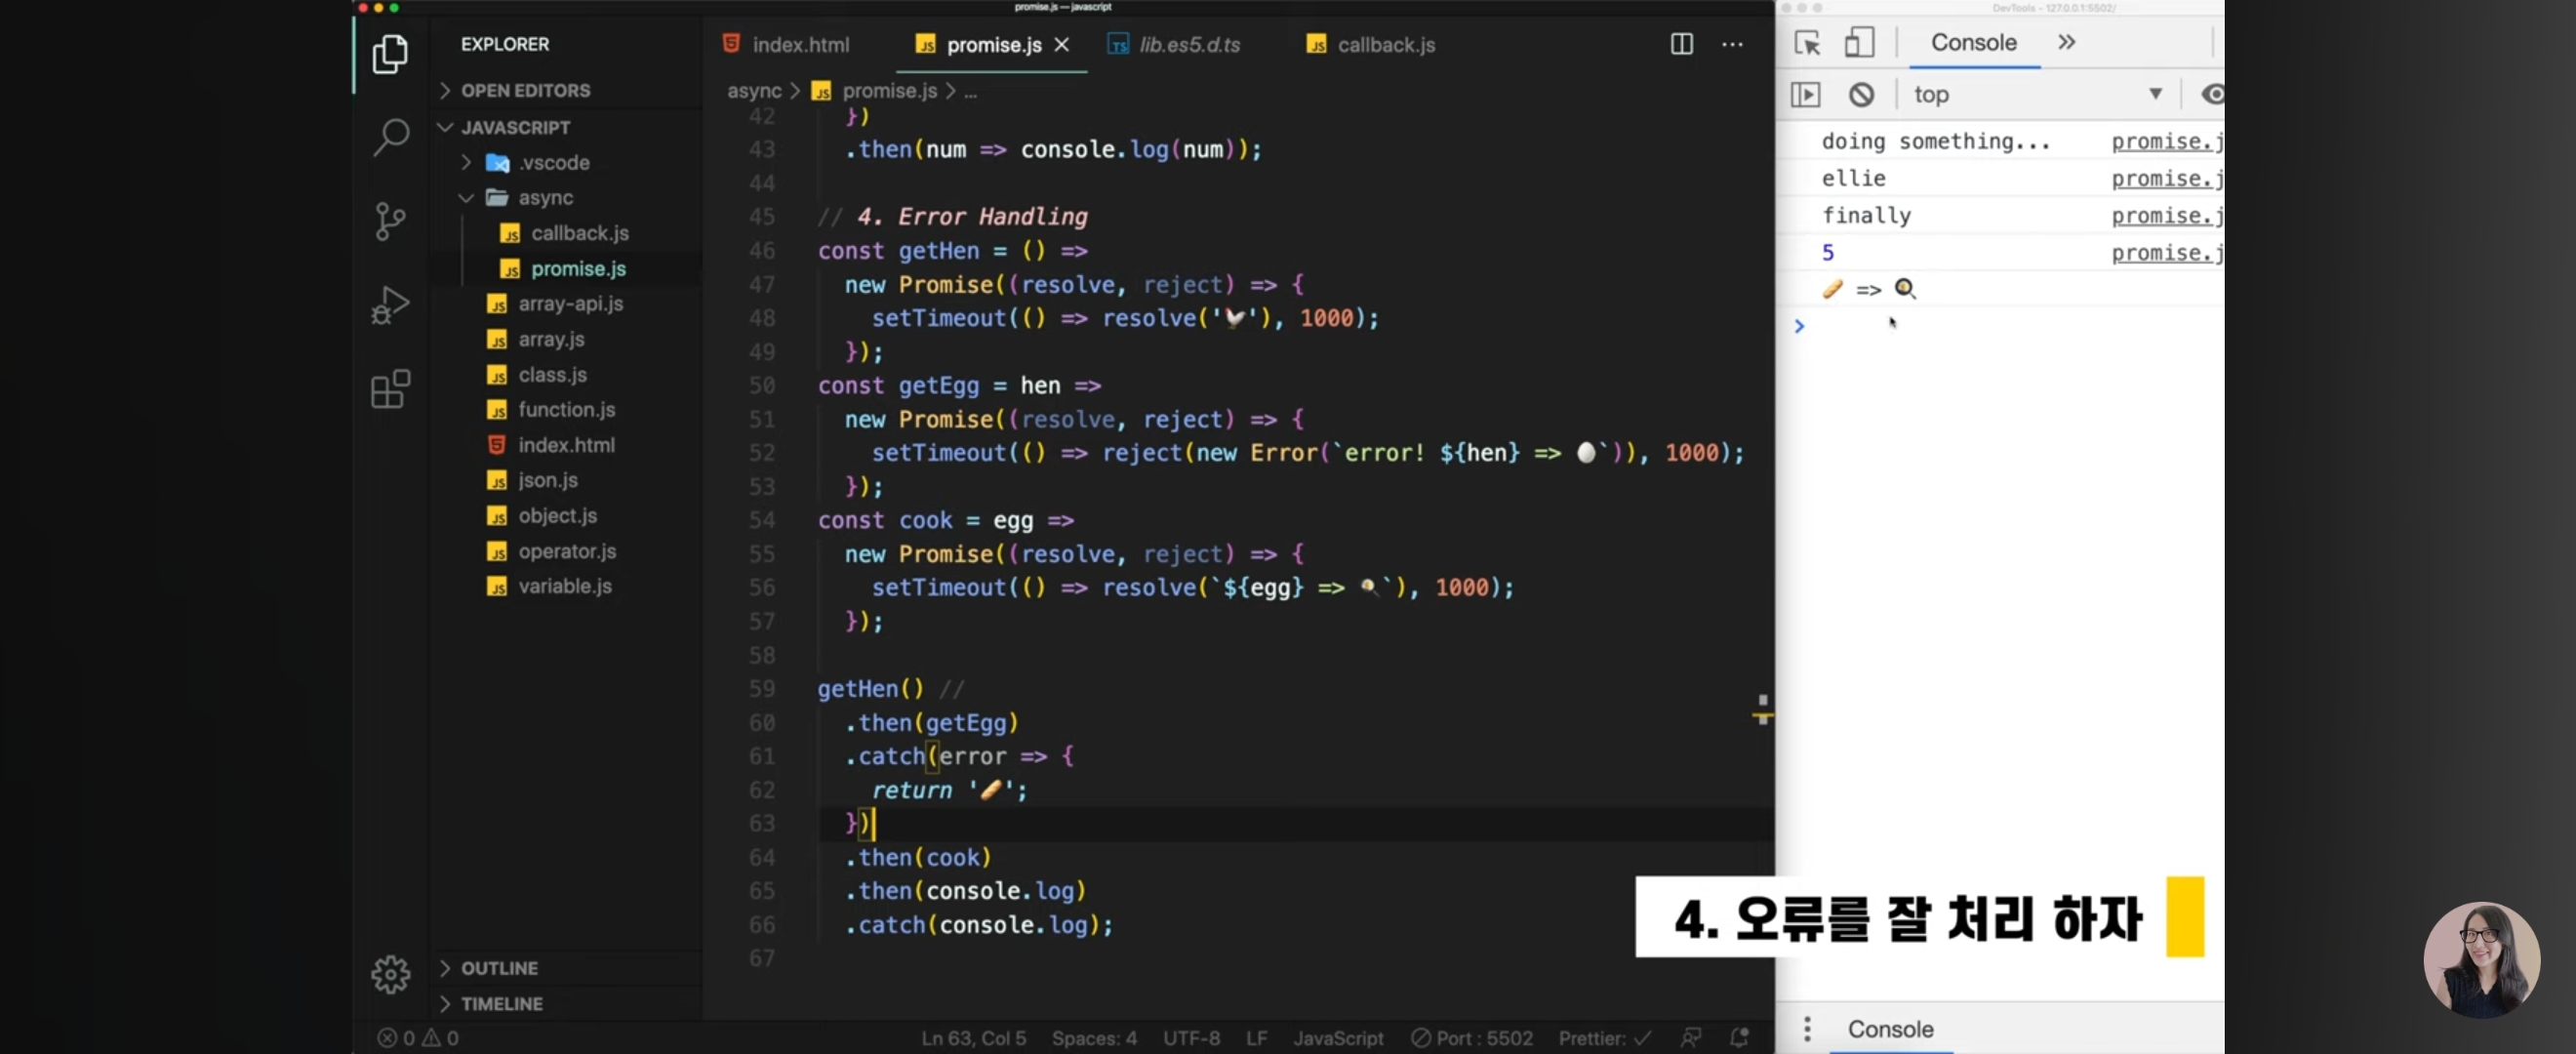 promise.js — javascript
EXPLORER
OPEN EDITORS
JAVASCRIPT
.vscode
async
callback.js
promise.js
array-api.js
array.js
class.js
function.js
index.html
json.js
object.js
operator.js
variable.js
OUTLINE
TIMELINE
index.html
promise.js
lib.es5.d.ts
callback.js
async > promise.js > ...
42 })
43 .then(num => console.log(num));
44
45 // 4. Error Handling
46 const getHen = () =>
47 new Promise((resolve, reject) => {
48 setTimeout(() => resolve('🐓'), 1000);
49 });
50 const getEgg = hen =>
51 new Promise((resolve, reject) => {
52 setTimeout(() => reject(new Error(`error! ${hen} => 🥚`)), 1000);
53 });
54 const cook = egg =>
55 new Promise((resolve, reject) => {
56 setTimeout(() => resolve(`${egg} => 🍳`), 1000);
57 });
58
59 getHen() //
60 .then(getEgg)
61 .catch(error => {
62 return '🥖';
63 })
64 .then(cook)
65 .then(console.log)
66 .catch(console.log);
67
0 0
Ln 63, Col 5 Spaces: 4 UTF-8 LF JavaScript Port : 5502 Prettier: ✓
DevTools - 127.0.0.1:5502/
Console
top
doing something... promise.j
ellie promise.j
finally promise.j
5 promise.j
🥖 => 🍳
4. 오류를 잘 처리 하자
Console